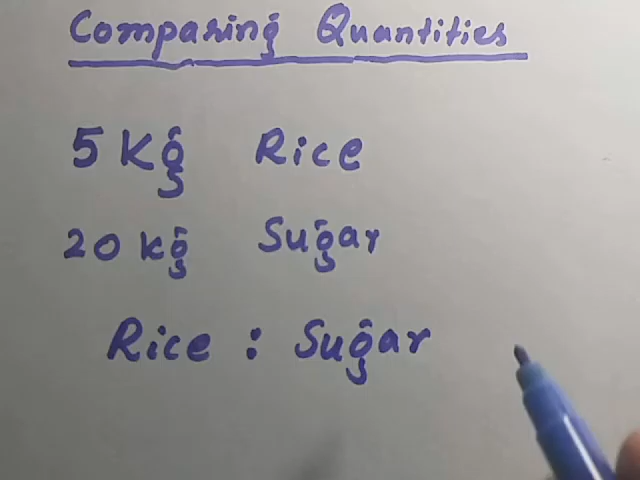 Comparing Quantities
5 Kg Rice
20 kg Sugar
Rice : Sugar